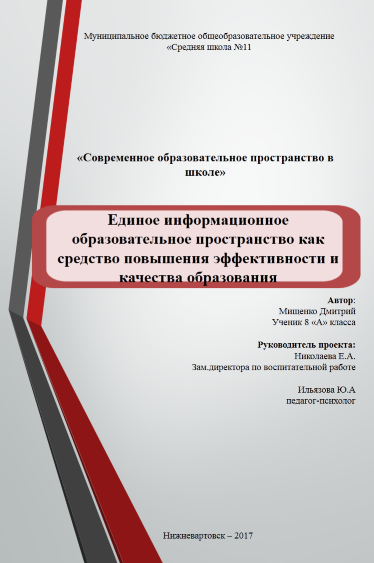 Муниципальное бюджетное общеобразовательное учреждение
«Средняя школа №11
«Современное образовательное пространство в
школе»
Единое информационное
образовательное пространство как
средство повышения эффективности и
качества образования
Автор:
Мищенко Дмитрий
Ученик 8 «А» класса
Руководитель проекта:
Николаева Е.А.
Зам.директора по воспитательной работе
Ильязова Ю.А
педагог-психолог
Нижневартовск – 2017